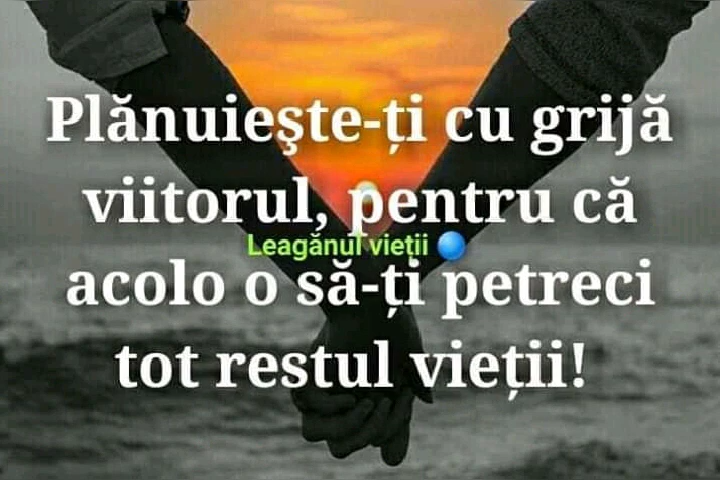 Plănuieşte-ți cu grijă
viitorul, pentru că
Leagănul vieții
acolo o să-ți petreci
tot restul vieții!